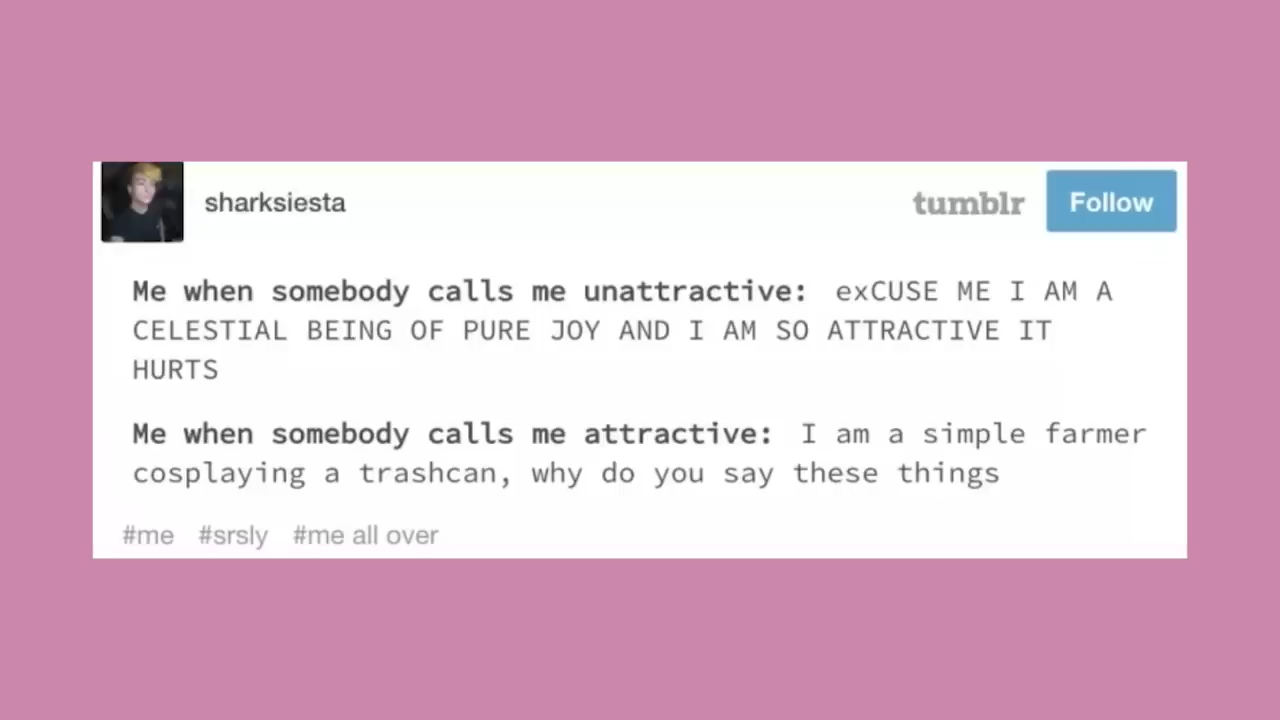 sharksiesta tumblr Follow
Me when somebody calls me unattractive: exCUSE ME I AM A
CELESTIAL BEING OF PURE JOY AND I AM SO ATTRACTIVE IT
HURTS
Me when somebody calls me attractive: I am a simple farmer
cosplaying a trashcan, why do you say these things
#me #srsly #me all over